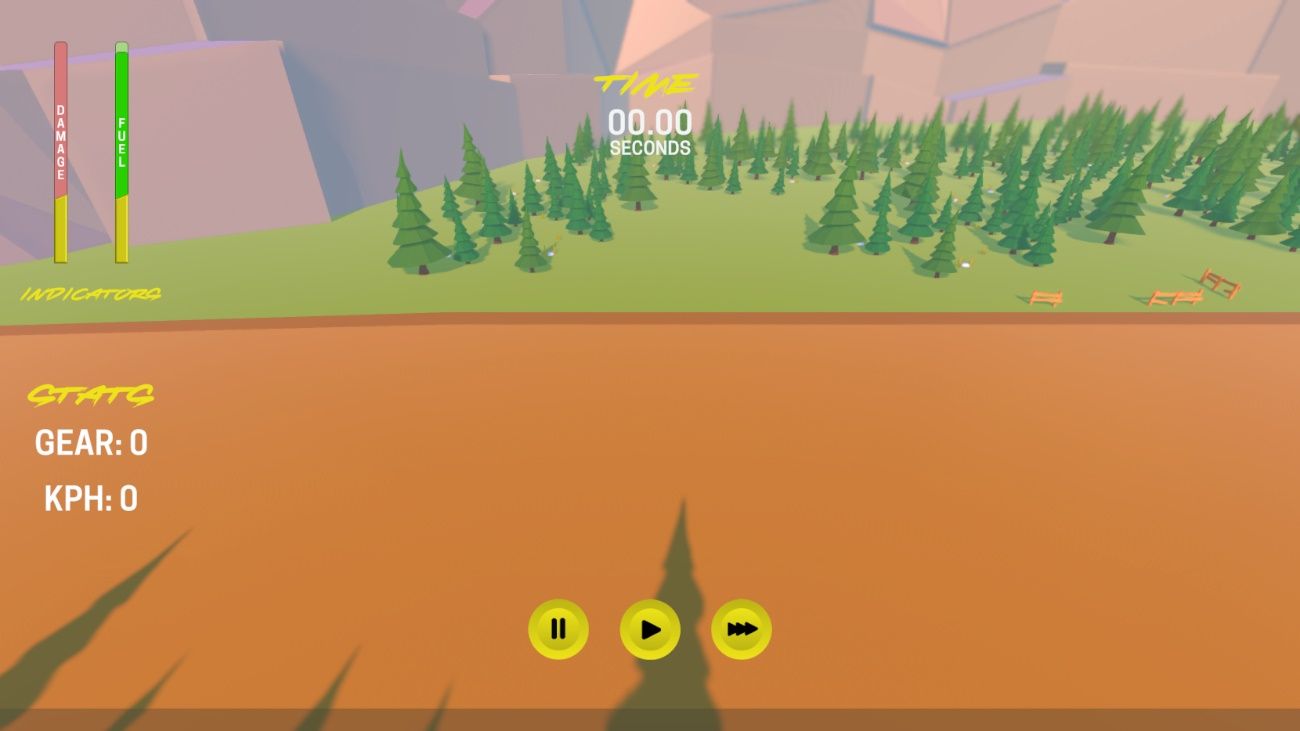 DAMAGE
FUEL
INDICATORS
TIME
00.00
SECONDS
STATS
GEAR: 0
KPH: 0